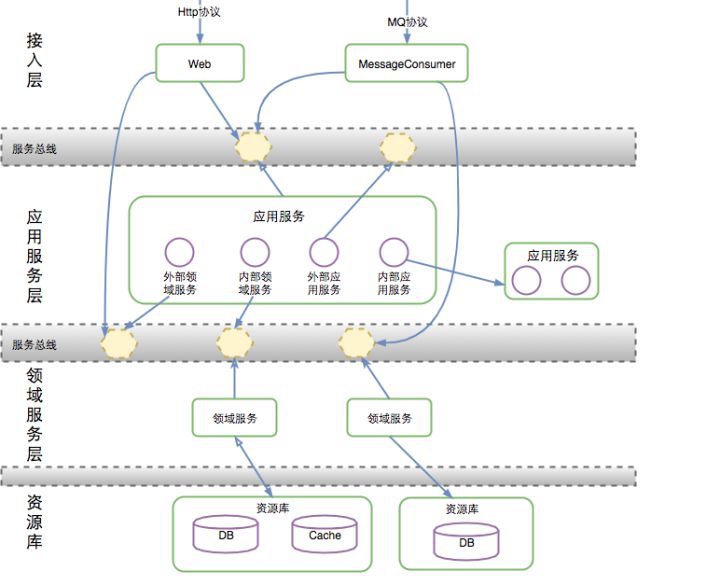 Http协议
MQ协议
接入层
Web
MessageConsumer
服务总线
应用服务层
应用服务
外部领
域服务
内部领
域服务
外部应
用服务
内部应
用服务
应用服务
服务总线
领域服务层
领域服务
领域服务
资源库
资源库
DB
Cache
资源库
DB